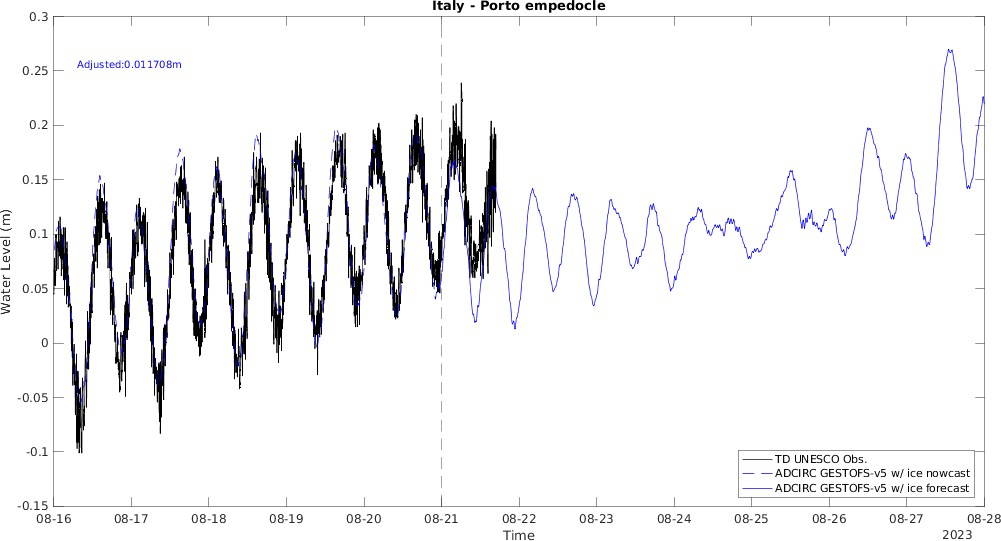 Italy - Porto empedocle
Adjusted:0.011708m
Water Level (m)
0.3
0.25
0.2
0.15
0.1
0.05
0
-0.05
-0.1
-0.15
TD UNESCO Obs.
ADCIRC GESTOFS-v5 w/ ice nowcast
ADCIRC GESTOFS-v5 w/ ice forecast
08-16 08-17 08-18 08-19 08-20 08-21 08-22 08-23 08-24 08-25 08-26 08-27 08-28
Time
2023